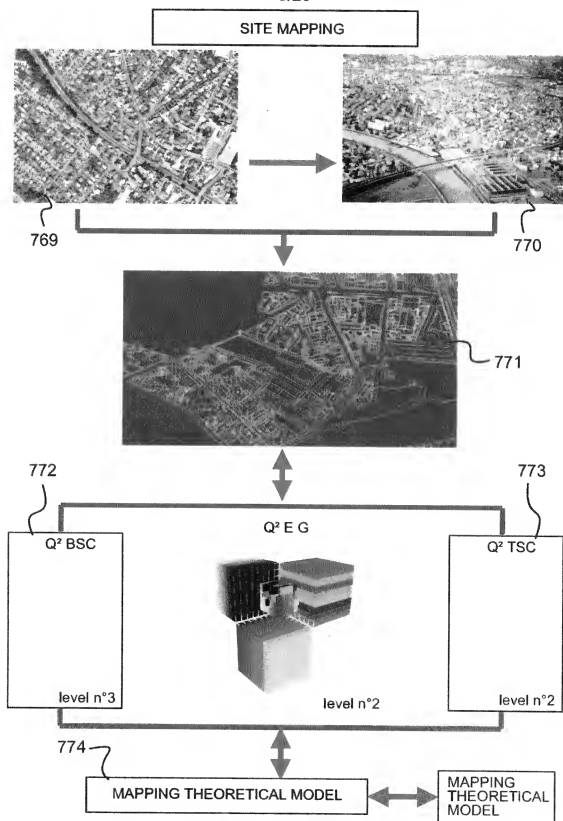 SITE MAPPING
769
770
771
772
773
Q² BSC
Q² E G
Q² TSC
level n°3
level n°2
level n°2
774
MAPPING THEORETICAL MODEL
MAPPING
THEORETICAL
MODEL